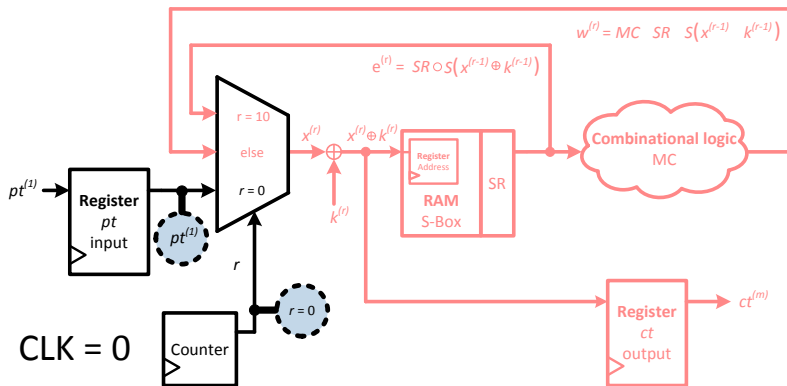 w(r) = MC SR S(x(r-1) k(r-1))
e(r) = SR ○ S(x(r-1) ⊕ k(r-1))
r = 10
else
r = 0
x(r)
x(r) ⊕ k(r)
k(r)
Register
Address
RAM
S-Box
SR
Combinational logic
MC
pt(1)
Register
pt
input
pt(1)
r
r = 0
Counter
CLK = 0
Register
ct
output
ct(m)